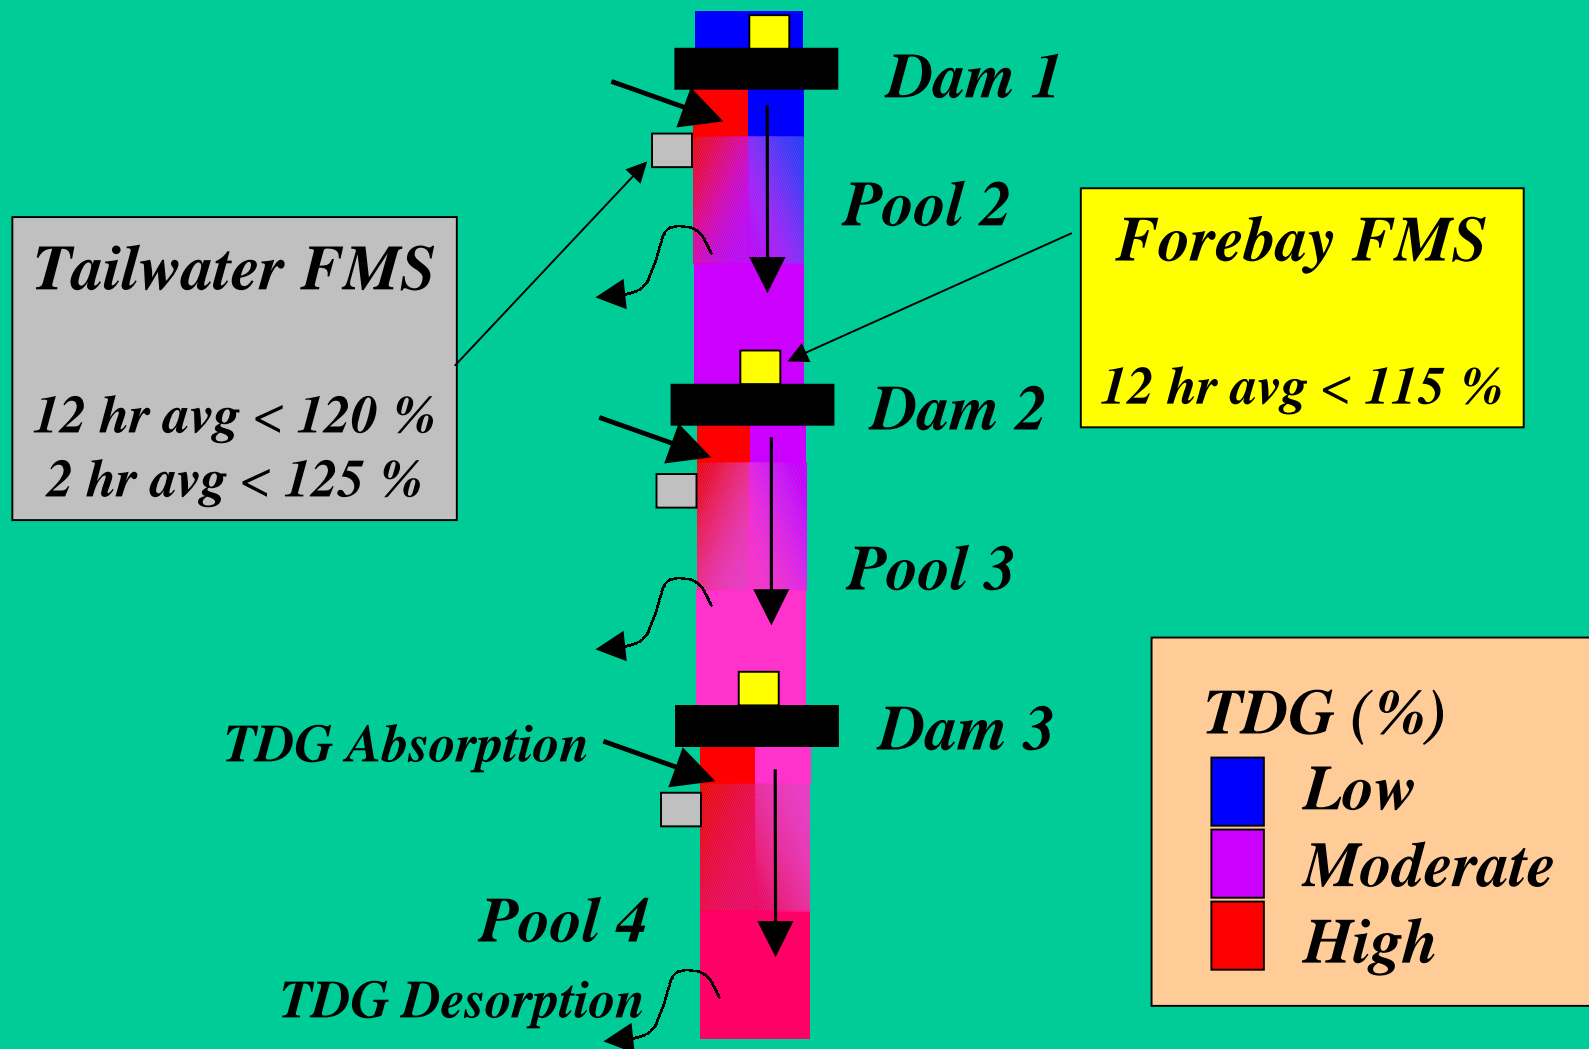 Dam 1
Pool 2
Tailwater FMS
12 hr avg < 120 %
2 hr avg < 125 %
Forebay FMS
12 hr avg < 115 %
Dam 2
Pool 3
TDG Absorption
Dam 3
Pool 4
TDG Desorption
TDG (%)
Low
Moderate
High